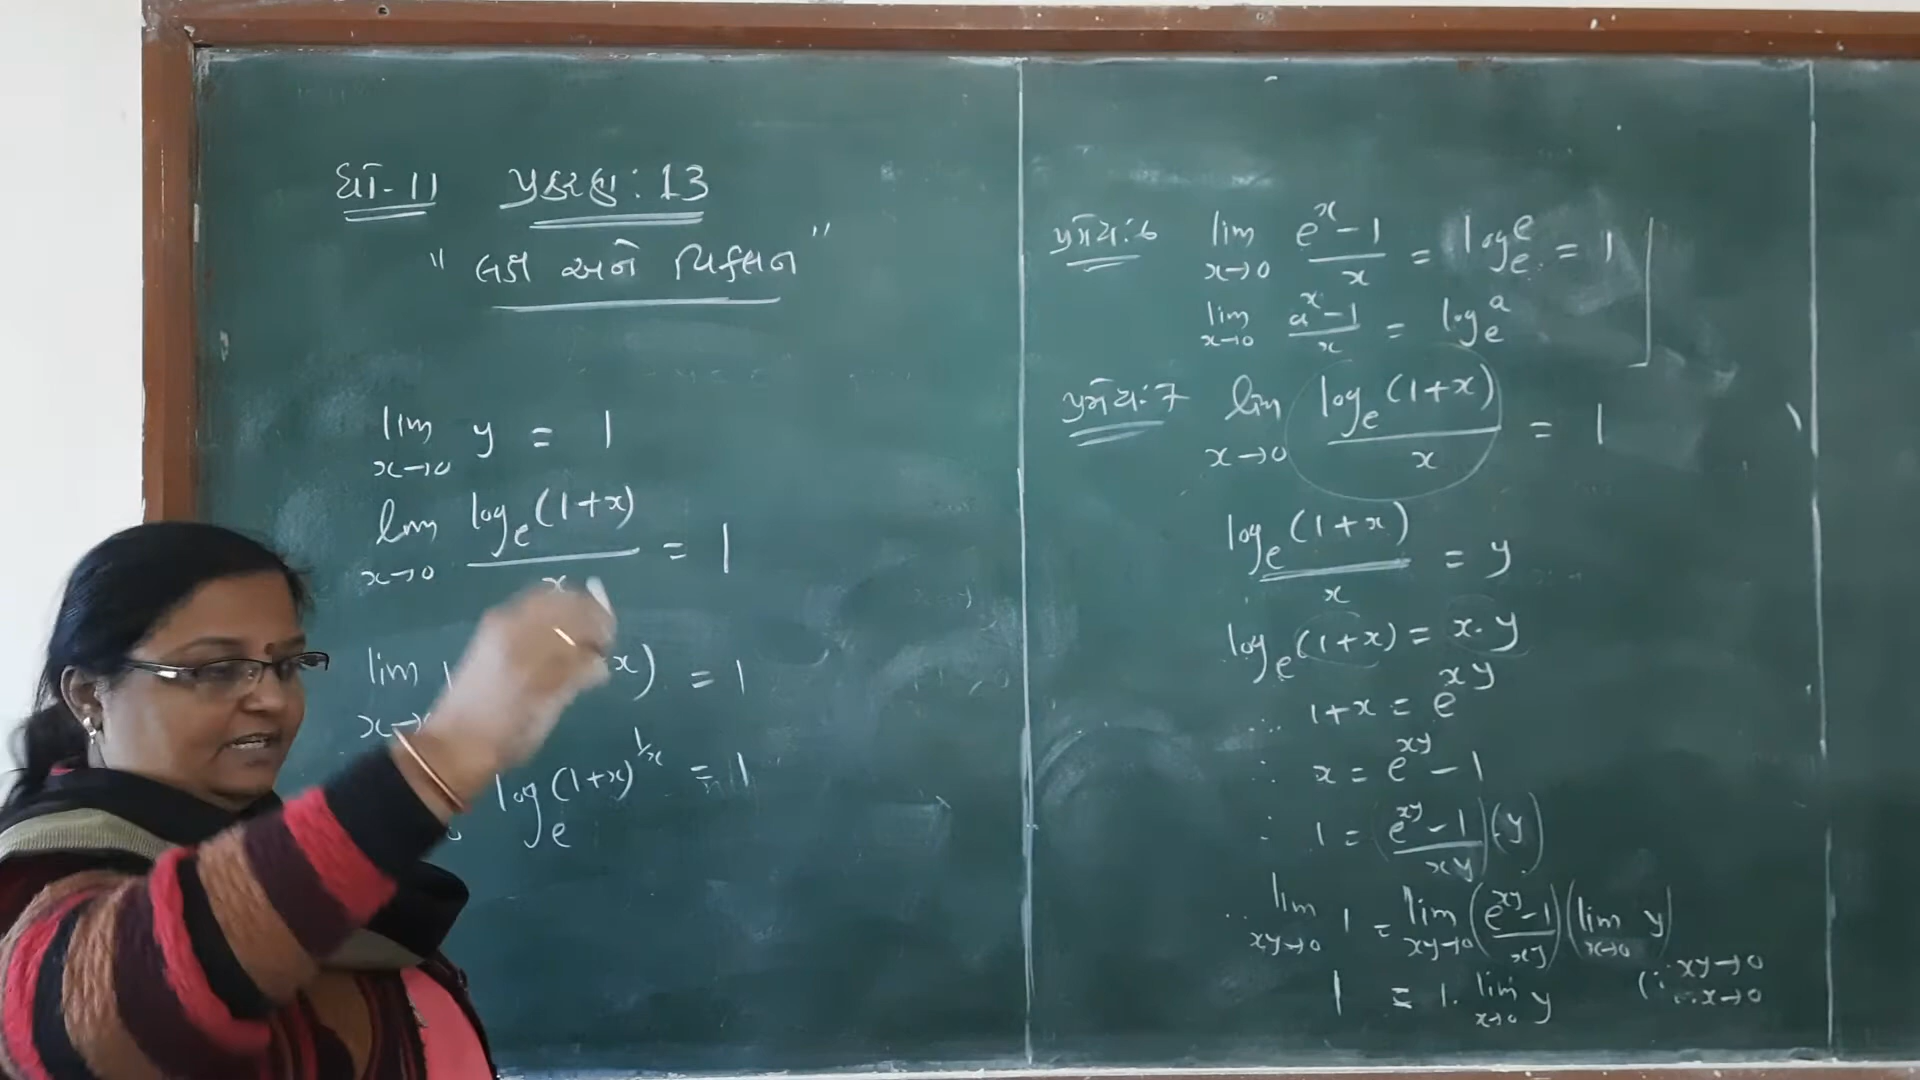 ધો-11 પ્રકરણ: 13
" લક્ષ અને વિકલન "
lim x→0 y = 1
lim x→0 log_e(1+x)/x = 1
lim x→ x) = 1
log_e(1+x)^(1/x) = 1
પ્રમેય: 6 lim x→0 (e^x - 1)/x = log_e e = 1
lim x→0 (a^x - 1)/x = log_e a
પ્રમેય: 7 lim x→0 log_e(1+x)/x = 1
log_e(1+x)/x = y
log_e(1+x) = x.y
∴ 1+x = e^xy
∴ x = e^xy - 1
∴ 1 = ((e^xy - 1)/xy)(y)
lim xy→0 1 = lim xy→0 ((e^xy - 1)/xy)(lim x→0 y)
1 = 1. lim x→0 y (∵ xy→0 ∴ x→0